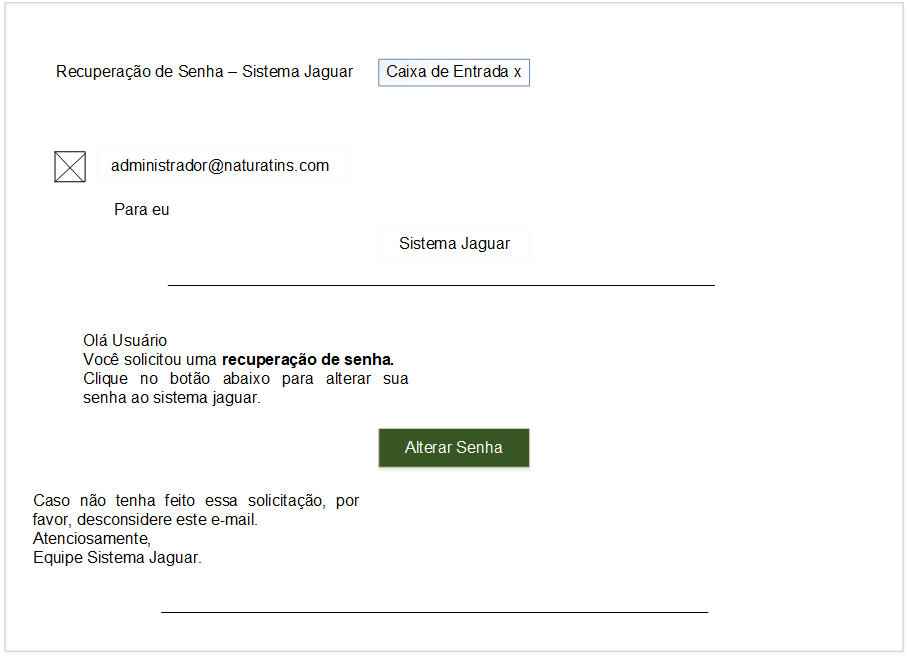 Recuperação de Senha – Sistema Jaguar Caixa de Entrada x
administrador@naturatins.com
Para eu
Sistema Jaguar
Olá Usuário
Você solicitou uma recuperação de senha.
Clique no botão abaixo para alterar sua
senha ao sistema jaguar.
Alterar Senha
Caso não tenha feito essa solicitação, por
favor, desconsidere este e-mail.
Atenciosamente,
Equipe Sistema Jaguar.